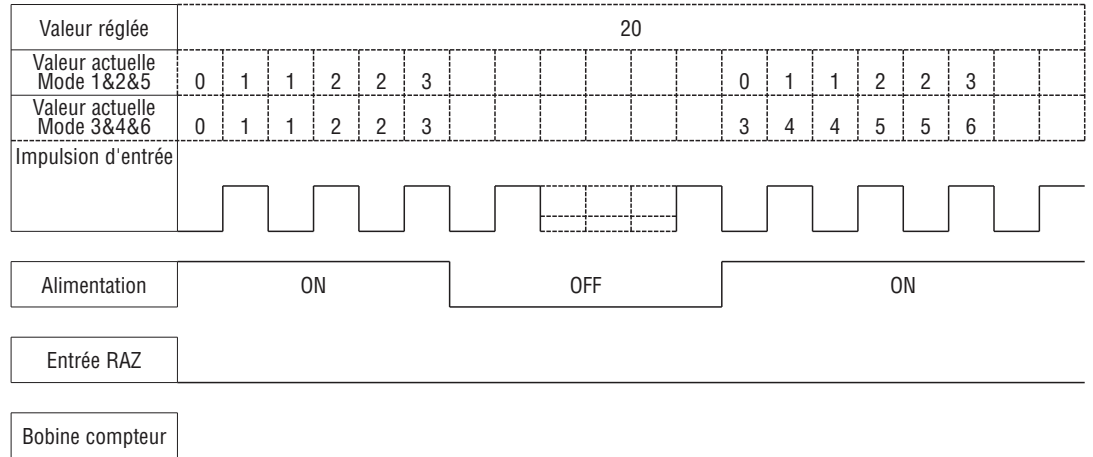 Valeur réglée 20
Valeur actuelle
Mode 1&2&5 0 1 1 2 2 3 0 1 1 2 2 3
Valeur actuelle
Mode 3&4&6 0 1 1 2 2 3 3 4 4 5 5 6
Impulsion d'entrée
Alimentation ON OFF ON
Entrée RAZ
Bobine compteur